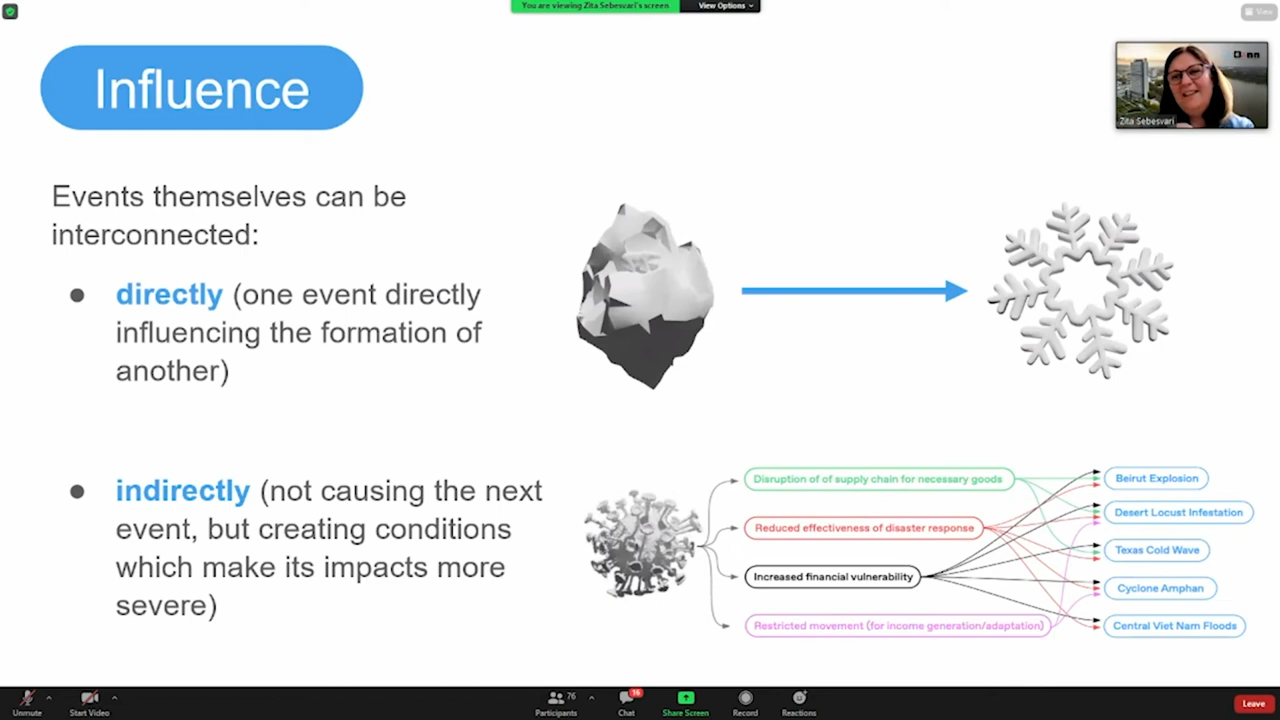 You are viewing Zita Sebesvari's screen
View Options
View
Influence
Zita Sebesvari
Events themselves can be
interconnected:
● directly (one event directly
influencing the formation of
another)
● indirectly (not causing the next
event, but creating conditions
which make its impacts more
severe)
Disruption of of supply chain for necessary goods
Reduced effectiveness of disaster response
Increased financial vulnerability
Restricted movement (for income generation/adaptation)
Beirut Explosion
Desert Locust Infestation
Texas Cold Wave
Cyclone Amphan
Central Viet Nam Floods
Unmute
Start Video
76
Participants
16
Chat
Share Screen
Record
Reactions
Leave